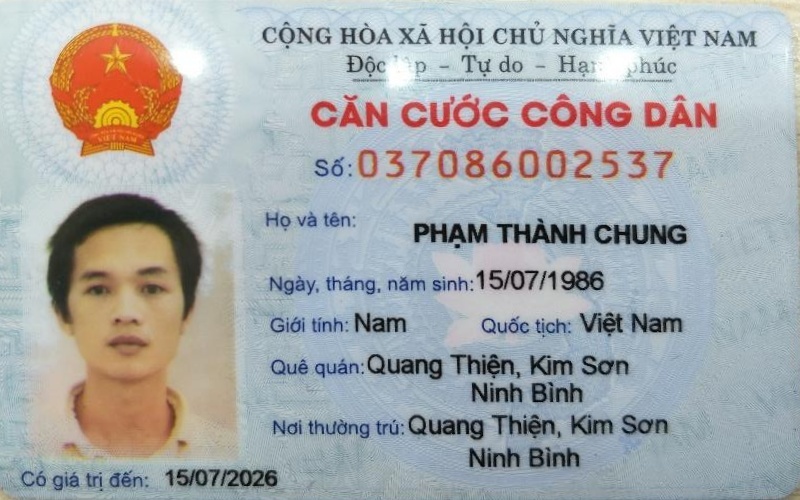 CỘNG HÒA XÃ HỘI CHỦ NGHĨA VIỆT NAM
Độc lập - Tự do - Hạnh phúc
CĂN CƯỚC CÔNG DÂN
Số: 037086002537
Họ và tên: PHẠM THÀNH CHUNG
Ngày, tháng, năm sinh: 15/07/1986
Giới tính: Nam Quốc tịch: Việt Nam
Quê quán: Quang Thiện, Kim Sơn
Ninh Bình
Nơi thường trú: Quang Thiện, Kim Sơn
Ninh Bình
Có giá trị đến: 15/07/2026